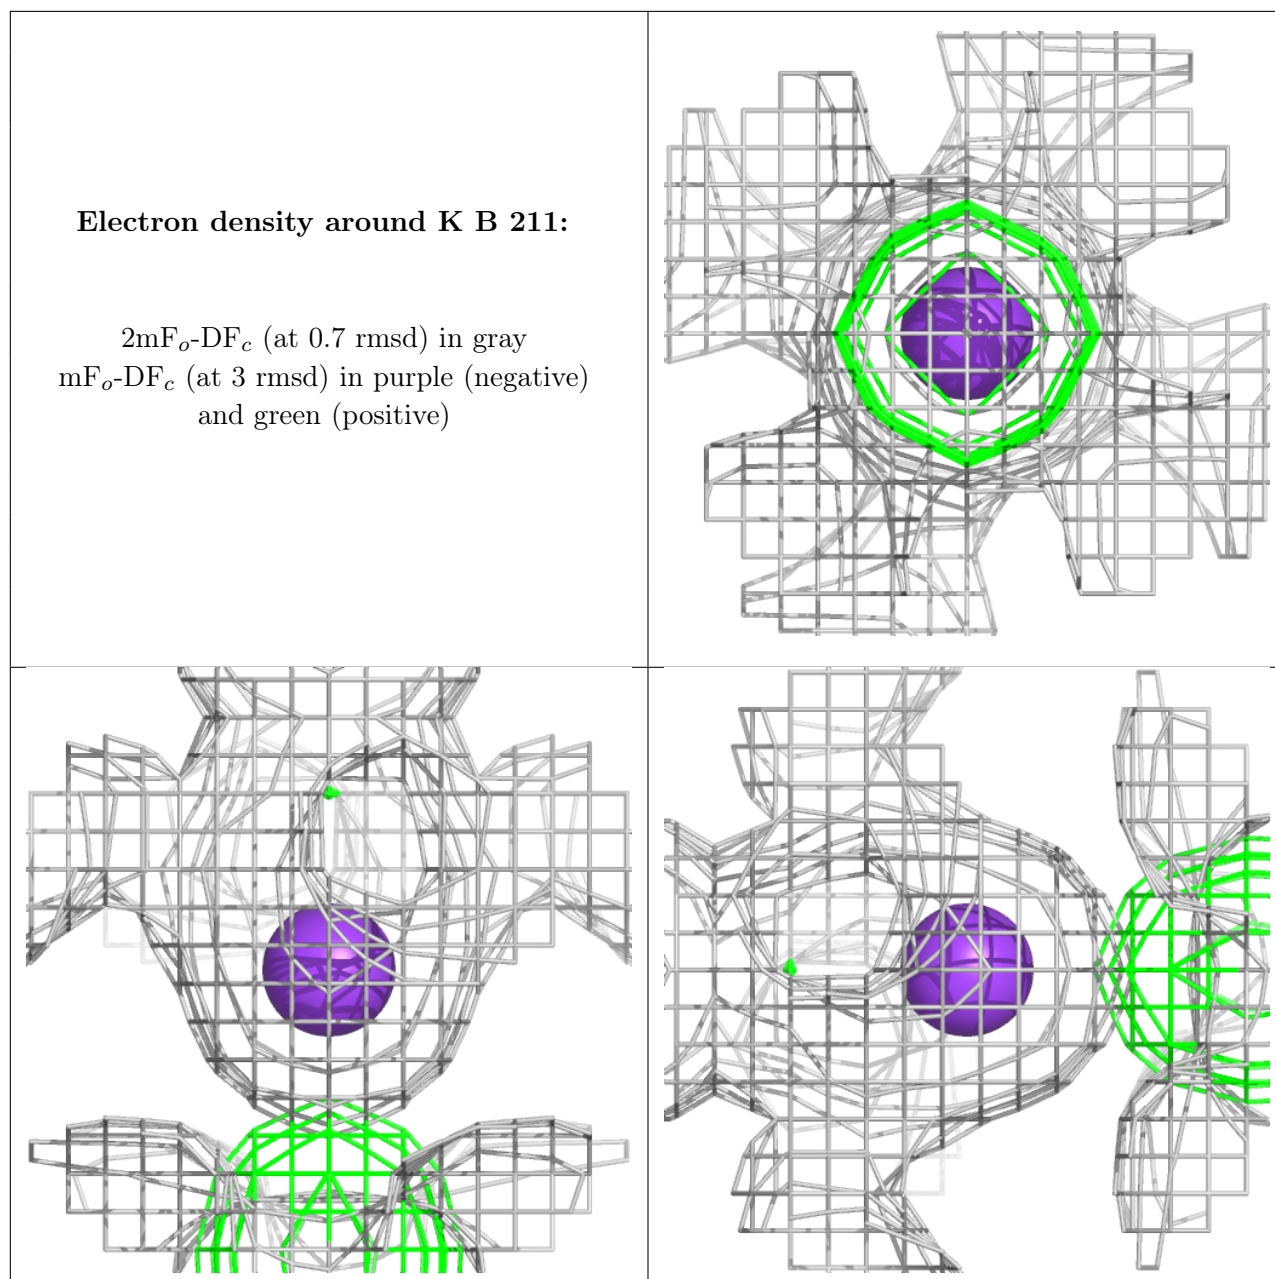 Electron density around K B 211:
2mFo-DFc (at 0.7 rmsd) in gray
mFo-DFc (at 3 rmsd) in purple (negative)
and green (positive)